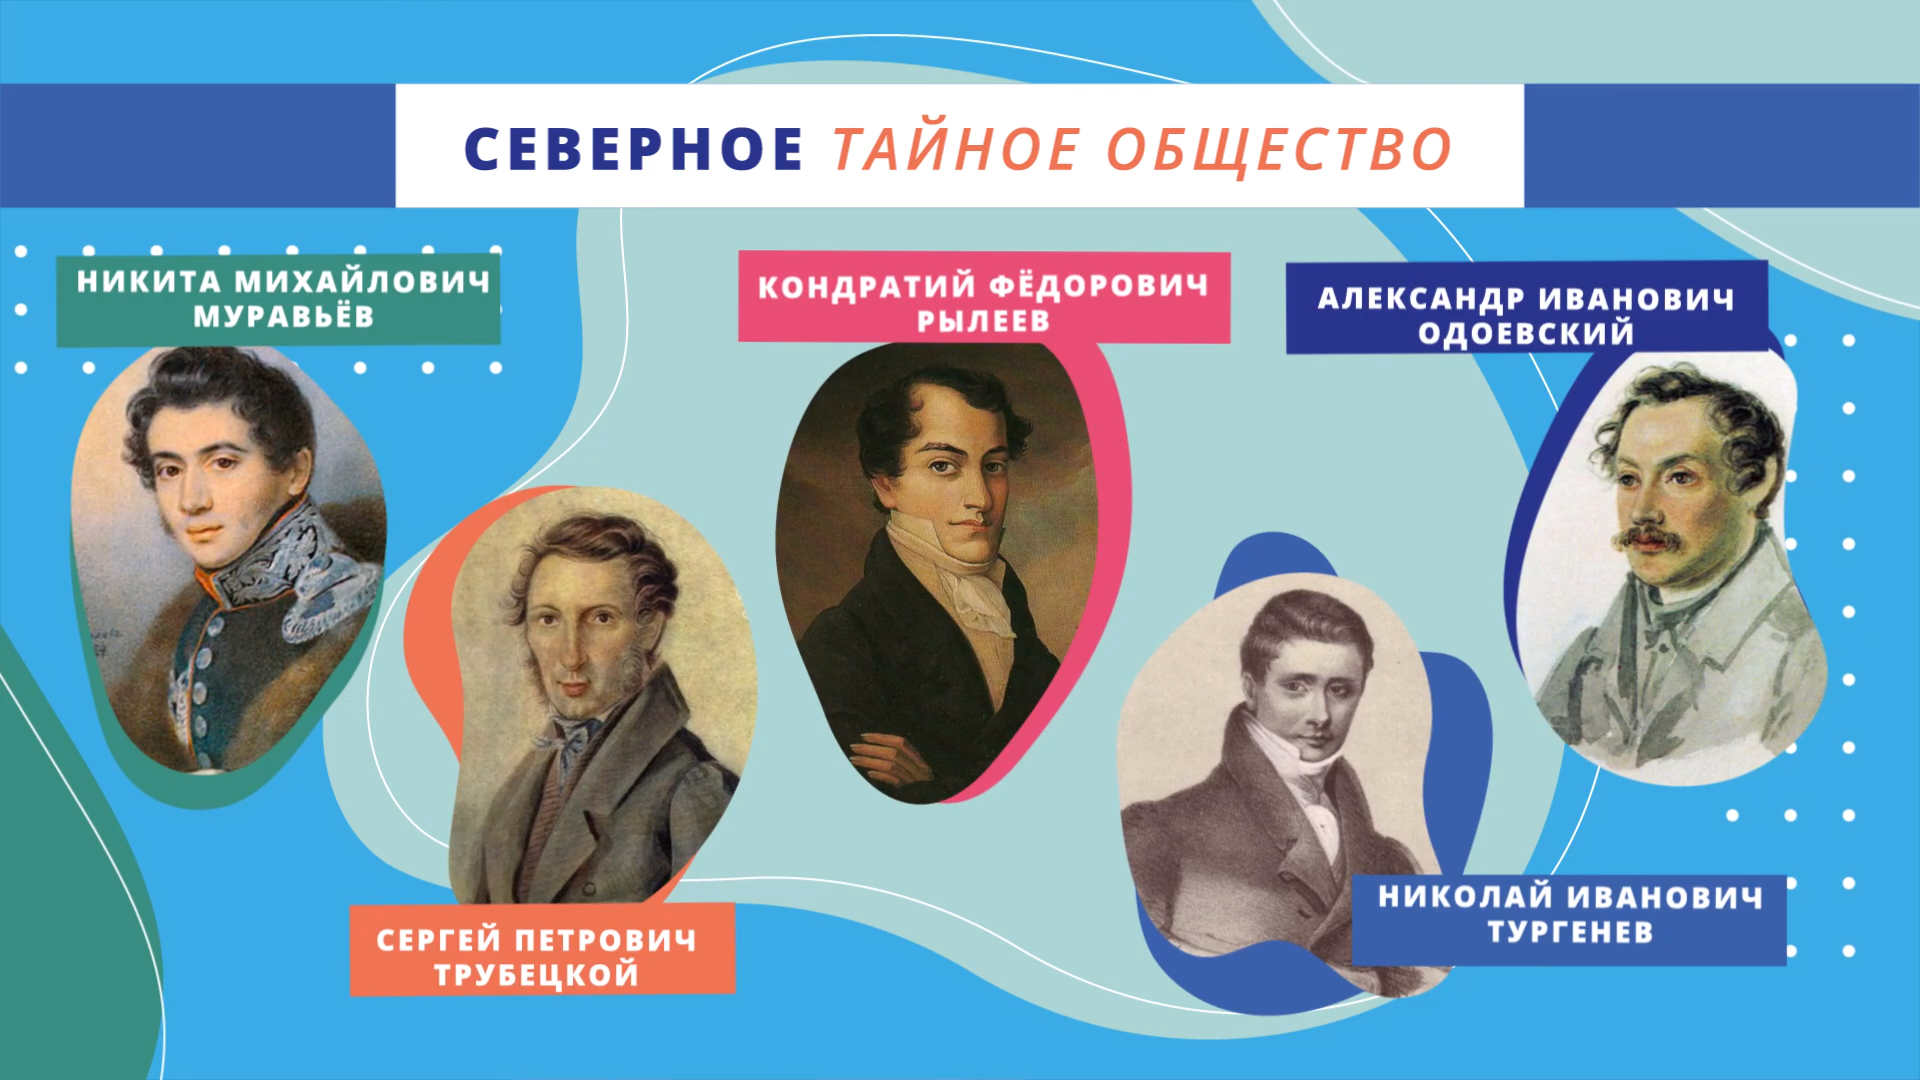 СЕВЕРНОЕ ТАЙНОЕ ОБЩЕСТВО
НИКИТА МИХАЙЛОВИЧ
МУРАВЬЁВ
КОНДРАТИЙ ФЁДОРОВИЧ
РЫЛЕЕВ
АЛЕКСАНДР ИВАНОВИЧ
ОДОЕВСКИЙ
СЕРГЕЙ ПЕТРОВИЧ
ТРУБЕЦКОЙ
НИКОЛАЙ ИВАНОВИЧ
ТУРГЕНЕВ